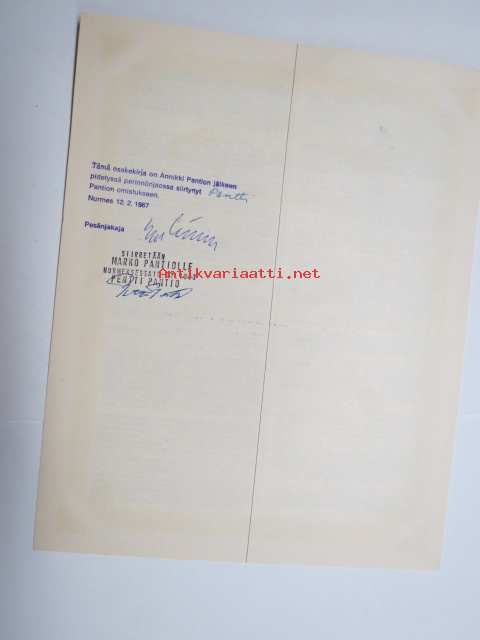 Tämä osakekirja on Annikki Pantion jälkeen
pidetyssä perinnönjaossa siirtynyt Pentti
Pantion omistukseen.
Nurmes 12. 2. 1987
Pesänjakaja
SIIRRETÄÄN
MARKO PANTIOLLE
NURMEKSESSA
PENTTI PANTIO
Antikvariaatti.net